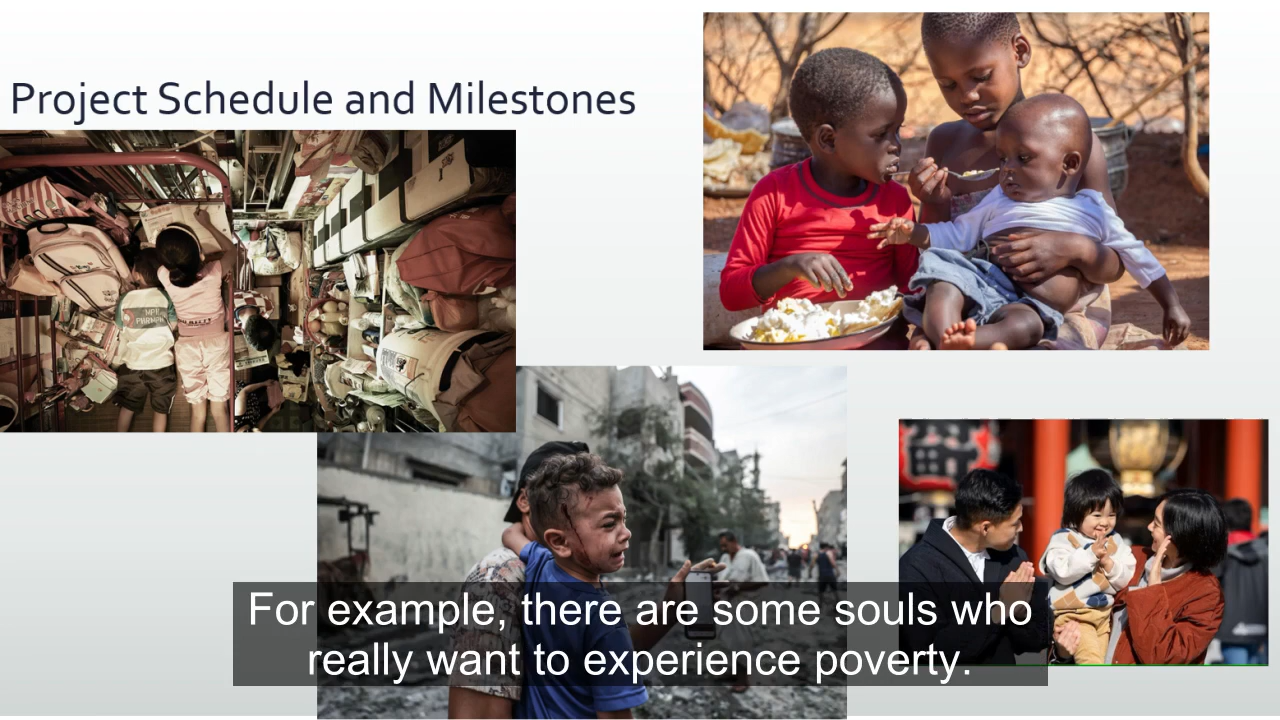 Project Schedule and Milestones
For example, there are some souls who
really want to experience poverty.